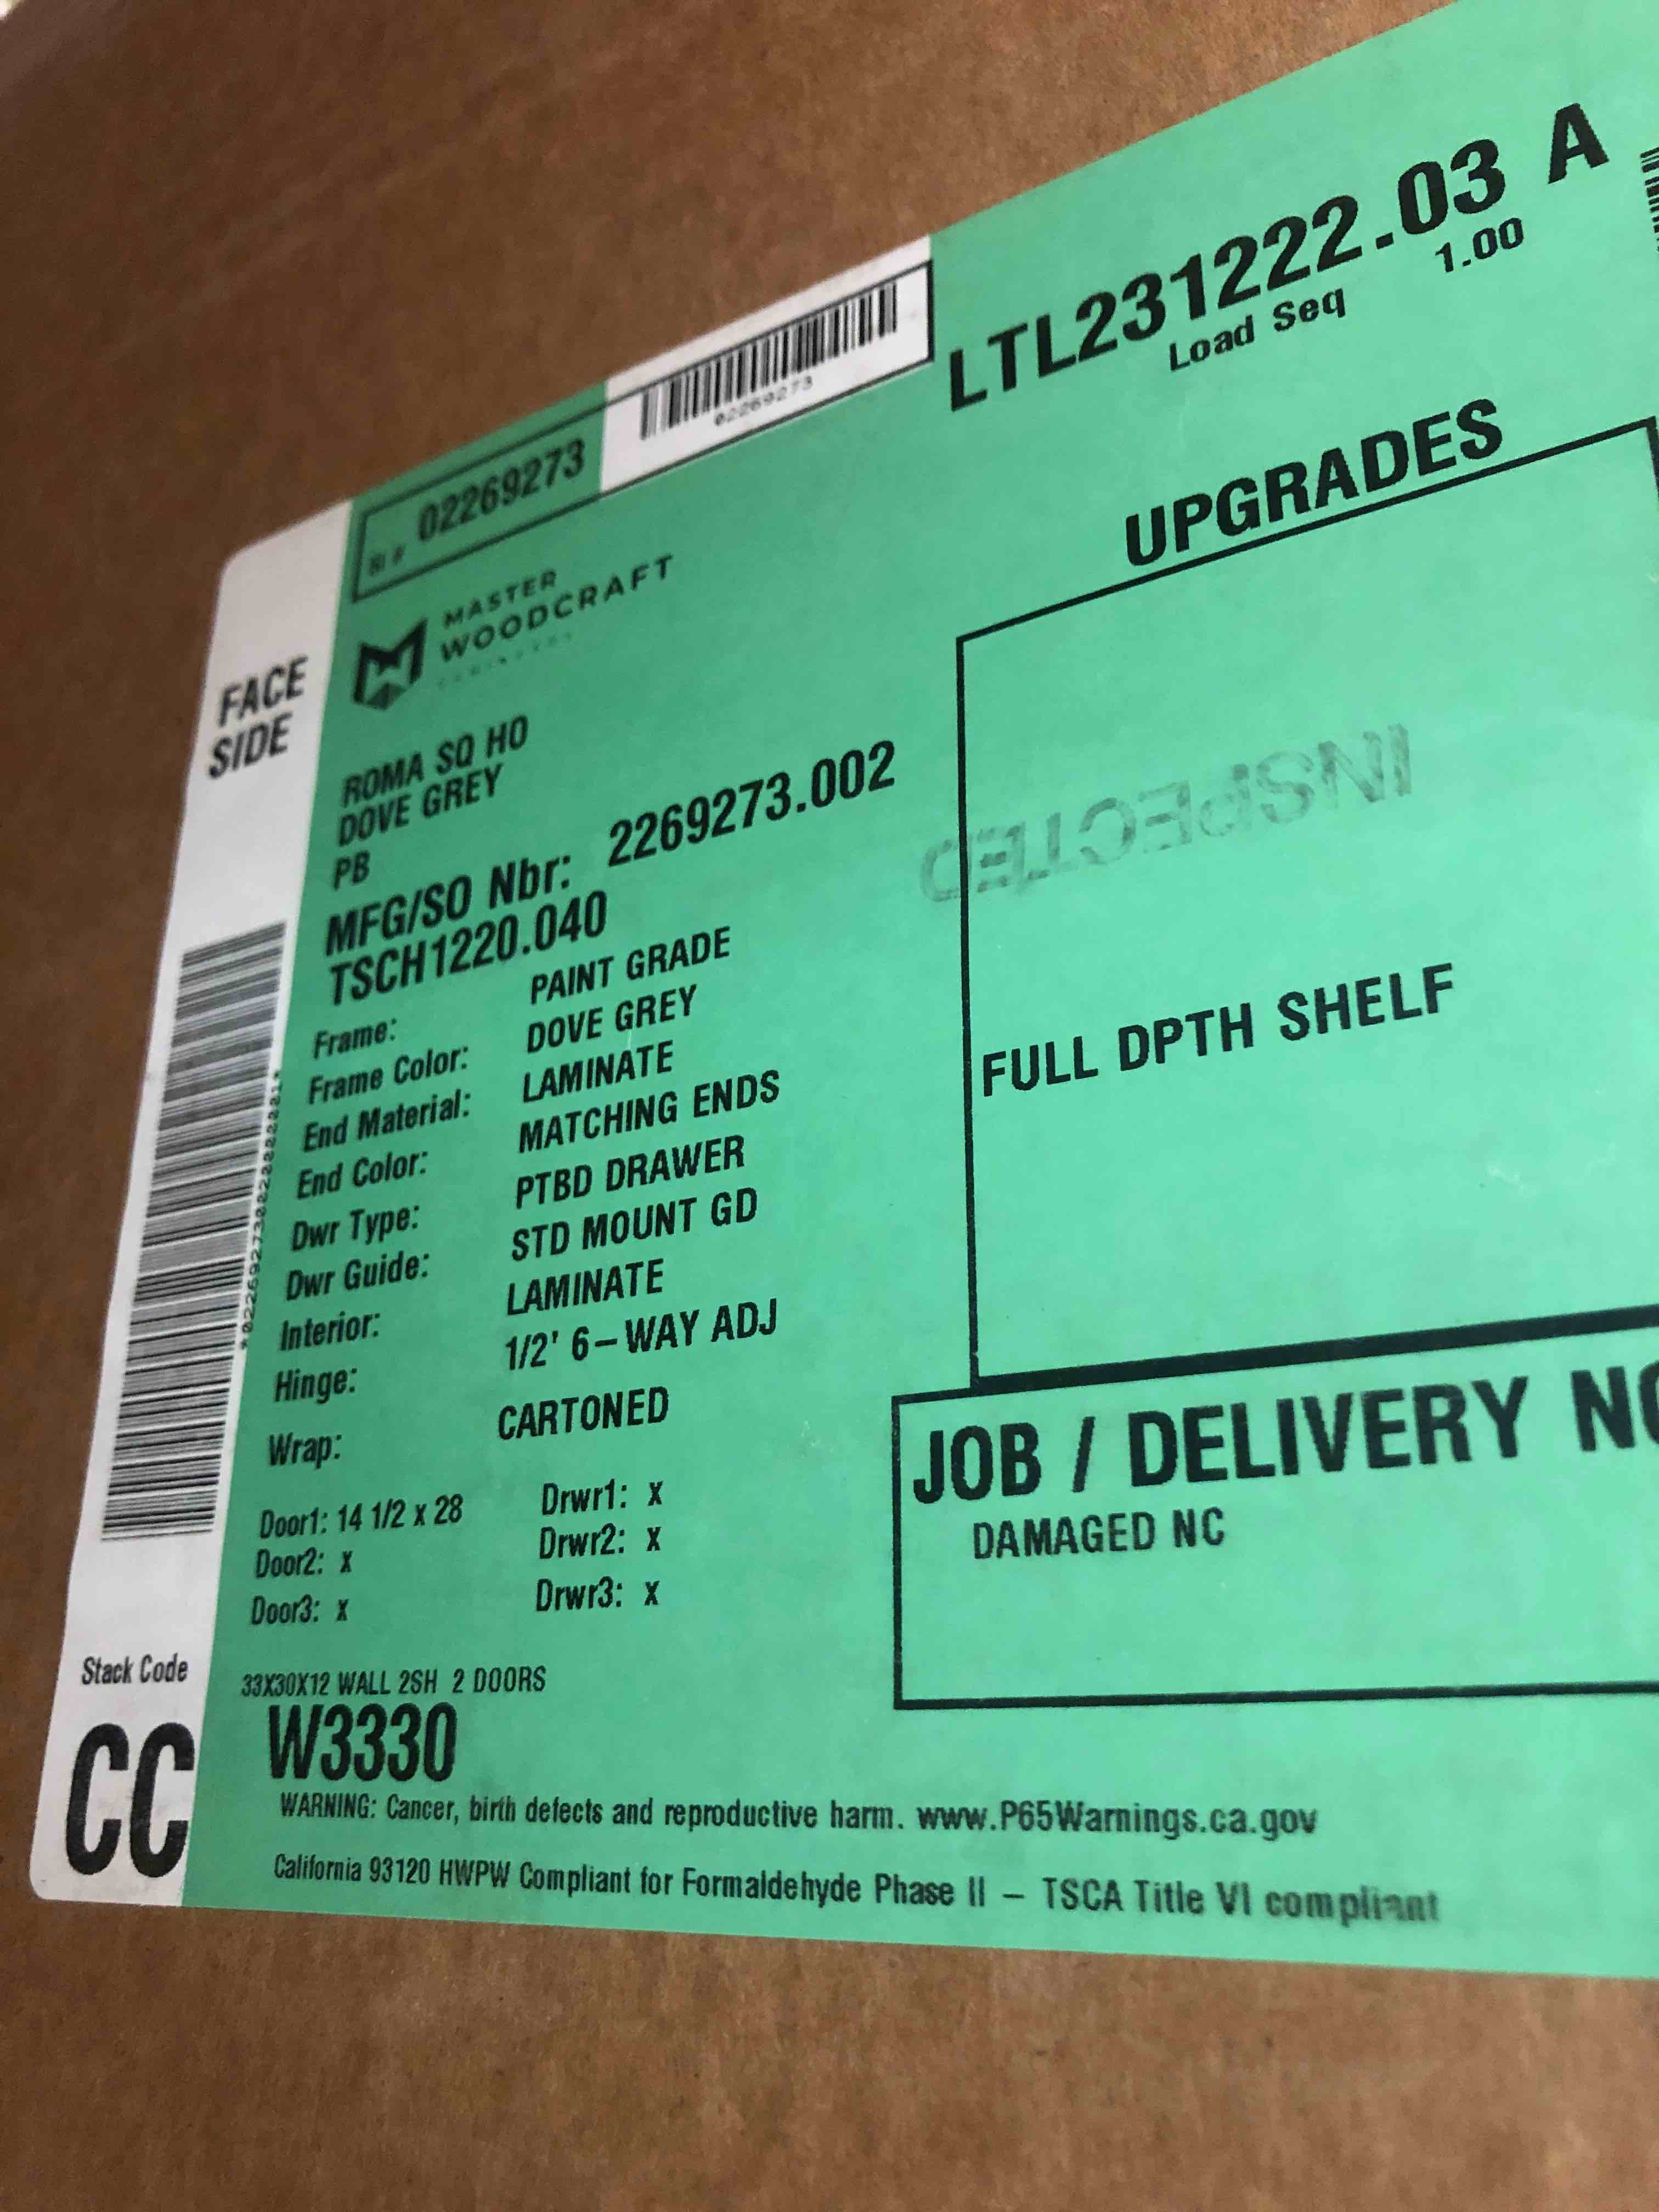 LTL231222.03 A
Load Seq 1.00
02269273
02269273
MASTER
WOODCRAFT
FACE
SIDE
ROMA SQ HO
DOVE GREY
PB
MFG/SO Nbr: 2269273.002
TSCH1220.040
Frame: PAINT GRADE
Frame Color: DOVE GREY
End Material: LAMINATE
End Color: MATCHING ENDS
Dwr Type: PTBD DRAWER
Dwr Guide: STD MOUNT GD
Interior: LAMINATE
Hinge: 1/2' 6-WAY ADJ
Wrap: CARTONED
Door1: 14 1/2 x 28 Drwr1: x
Door2: x Drwr2: x
Door3: x Drwr3: x
UPGRADES
INSPECTED
FULL DPTH SHELF
JOB / DELIVERY NO
DAMAGED NC
Stack Code
CC
33X30X12 WALL 2SH 2 DOORS
W3330
WARNING: Cancer, birth defects and reproductive harm. www.P65Warnings.ca.gov
California 93120 HWPW Compliant for Formaldehyde Phase II - TSCA Title VI compliant